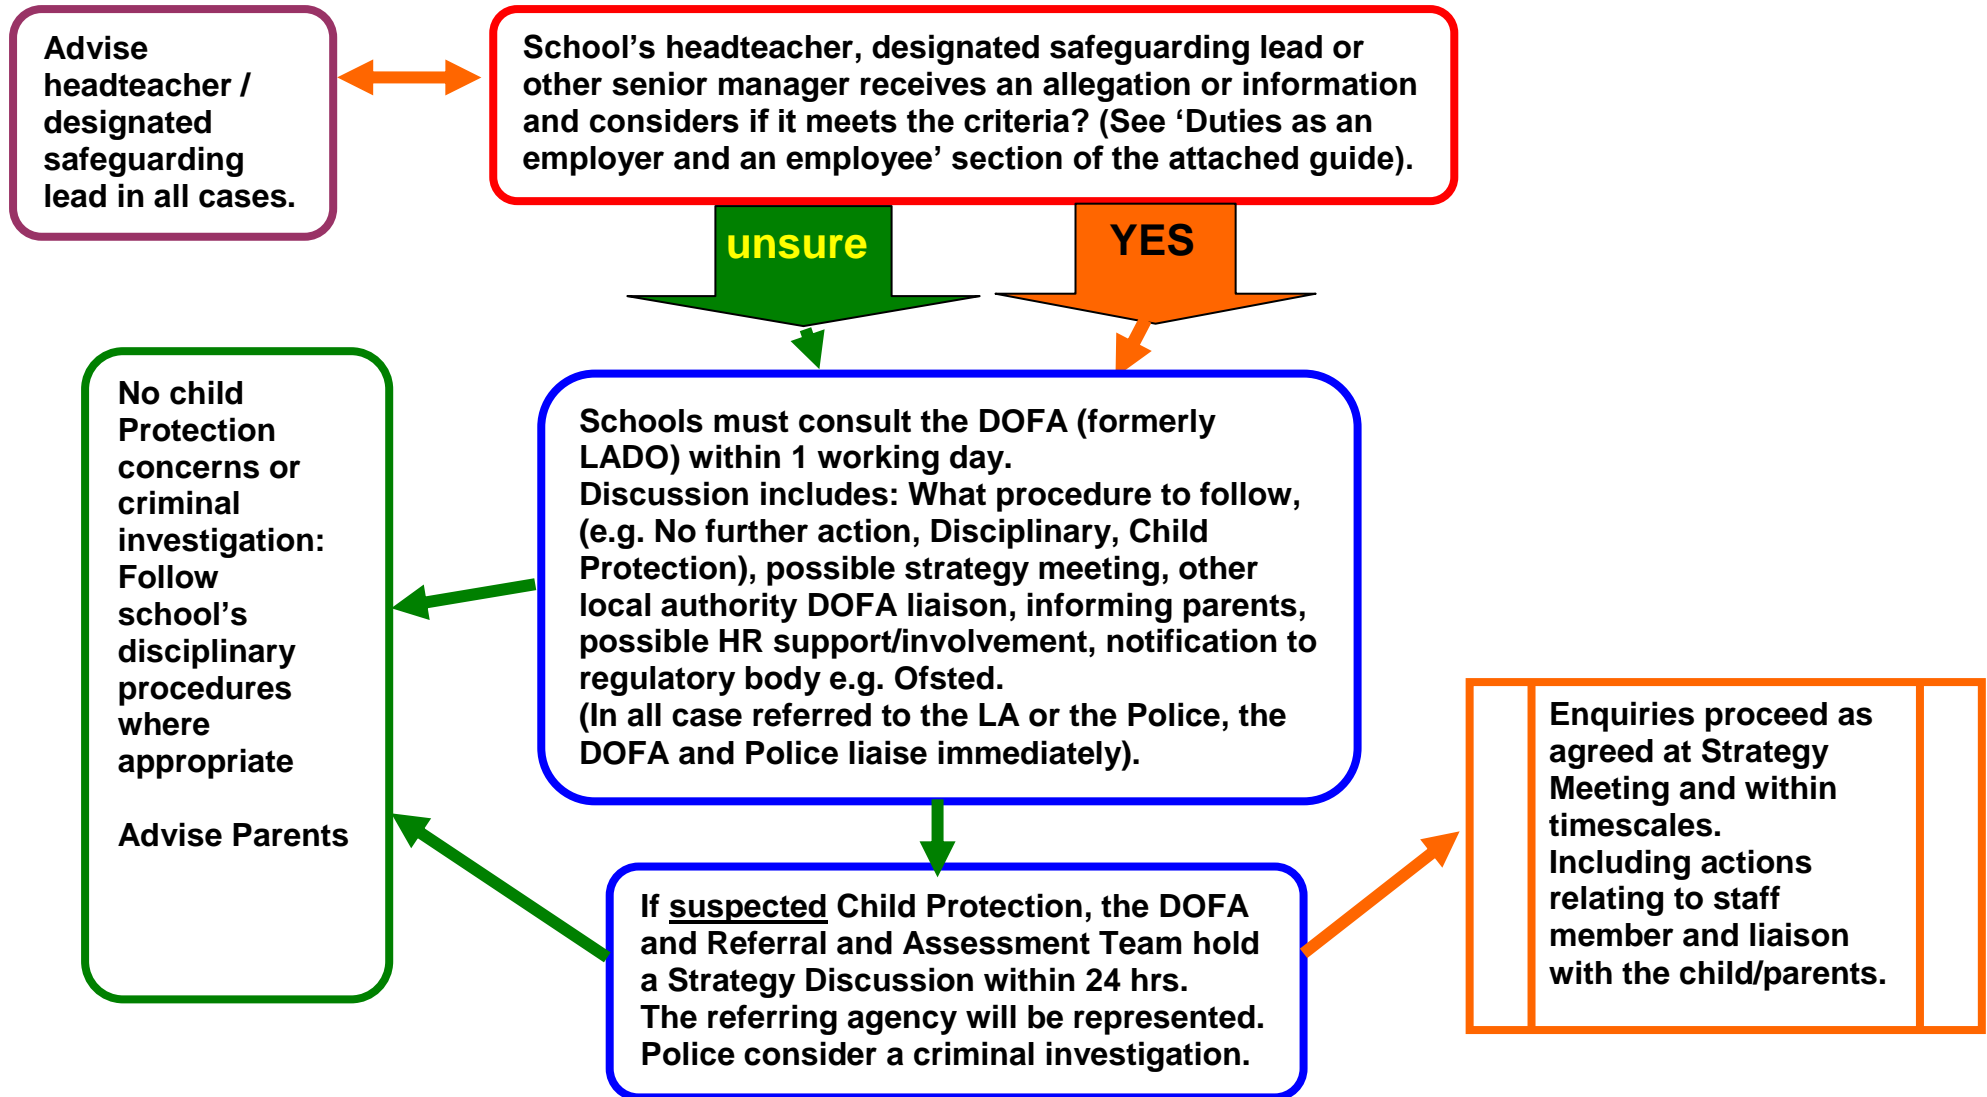 Advise
headteacher /
designated
safeguarding
lead in all cases.
School’s headteacher, designated safeguarding lead or
other senior manager receives an allegation or information
and considers if it meets the criteria? (See ‘Duties as an
employer and an employee’ section of the attached guide).
unsure
YES
No child
Protection
concerns or
criminal
investigation:
Follow
school’s
disciplinary
procedures
where
appropriate
Advise Parents
Schools must consult the DOFA (formerly
LADO) within 1 working day.
Discussion includes: What procedure to follow,
(e.g. No further action, Disciplinary, Child
Protection), possible strategy meeting, other
local authority DOFA liaison, informing parents,
possible HR support/involvement, notification to
regulatory body e.g. Ofsted.
(In all case referred to the LA or the Police, the
DOFA and Police liaise immediately).
If suspected Child Protection, the DOFA
and Referral and Assessment Team hold
a Strategy Discussion within 24 hrs.
The referring agency will be represented.
Police consider a criminal investigation.
Enquiries proceed as
agreed at Strategy
Meeting and within
timescales.
Including actions
relating to staff
member and liaison
with the child/parents.